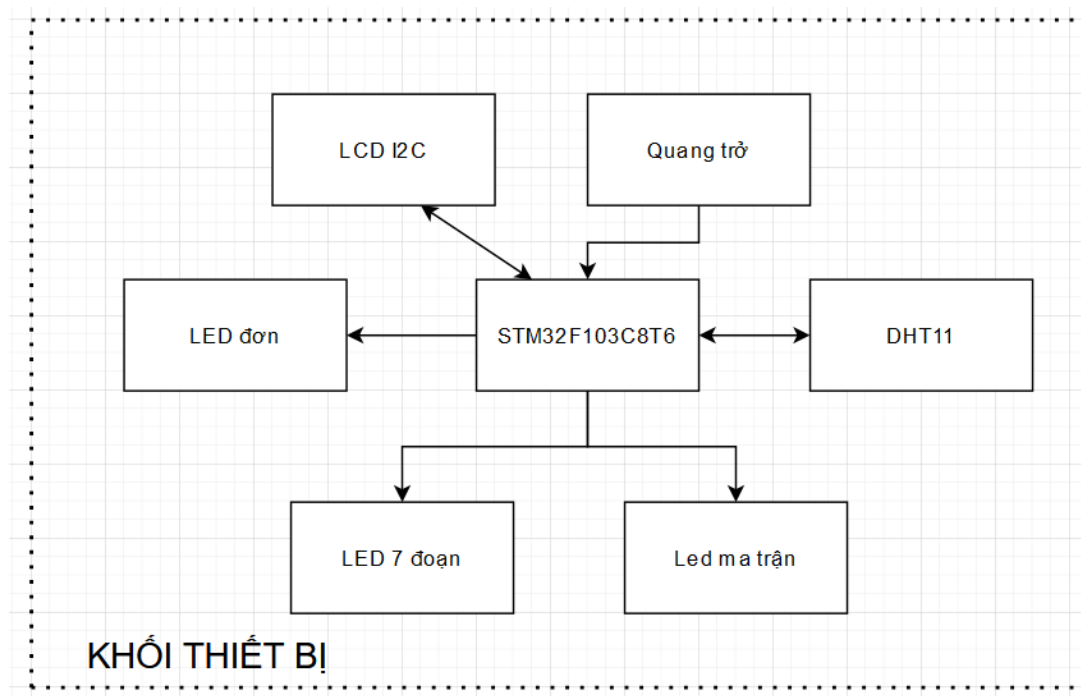 LCD I2C
Quang trở
LED đơn
STM32F103C8T6
DHT11
LED 7 đoạn
Led ma trận
KHỐI THIẾT BỊ